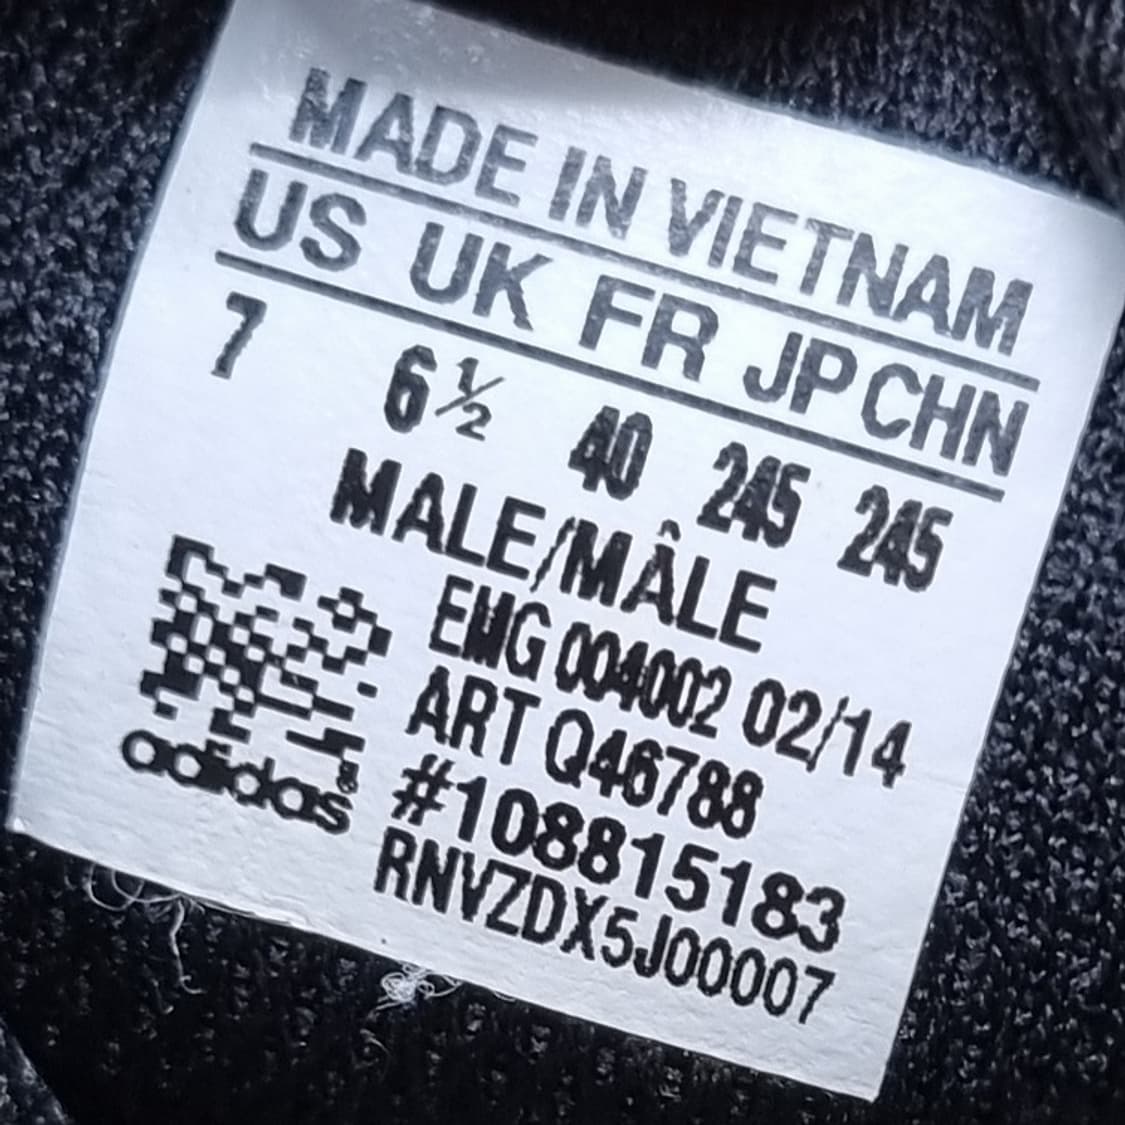 MADE IN VIETNAM
US UK FR JP CHN
7 6½ 40 245 245
MALE/MÂLE
EMG 004002 02/14
ART Q46788
#108815183
RNVZDX5J00007
adidas®